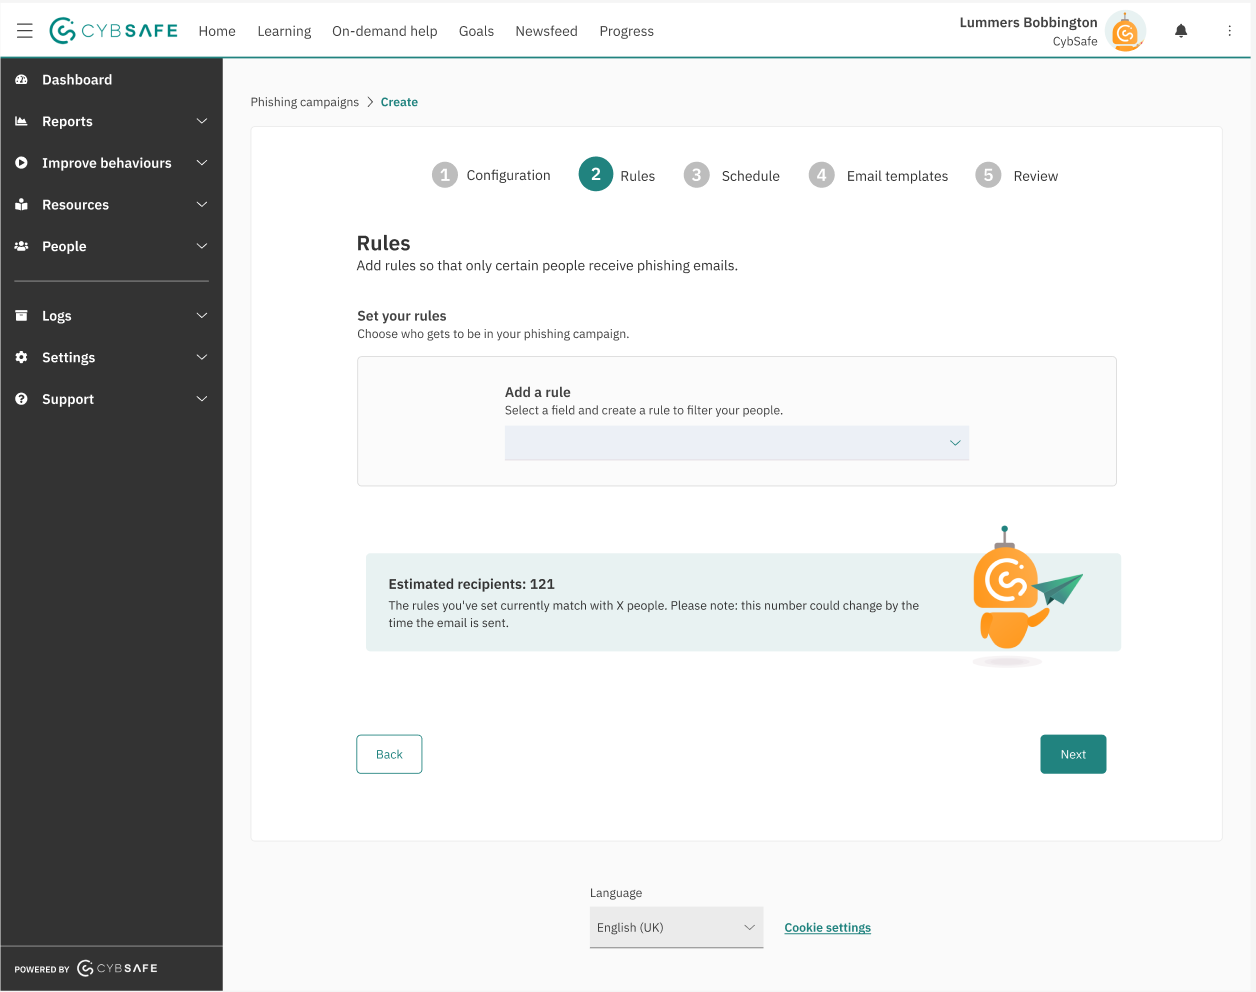 CYBSAFE
Home Learning On-demand help Goals Newsfeed Progress
Lummers Bobbington
CybSafe
Dashboard
Reports
Improve behaviours
Resources
People
Logs
Settings
Support
POWERED BY CYBSAFE
Phishing campaigns > Create
1 Configuration 2 Rules 3 Schedule 4 Email templates 5 Review
Rules
Add rules so that only certain people receive phishing emails.
Set your rules
Choose who gets to be in your phishing campaign.
Add a rule
Select a field and create a rule to filter your people.
Estimated recipients: 121
The rules you've set currently match with X people. Please note: this number could change by the
time the email is sent.
Back
Next
Language
English (UK)
Cookie settings